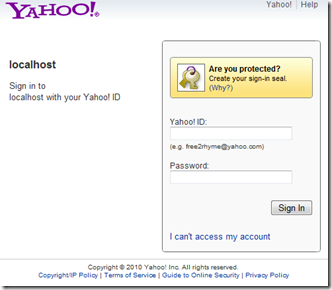 YAHOO!®
Yahoo! Help
localhost
Sign in to
localhost with your Yahoo! ID
Are you protected?
Create your sign-in seal.
(Why?)
Yahoo! ID:
(e.g. free2rhyme@yahoo.com)
Password:
Sign In
I can't access my account
Copyright © 2010 Yahoo! Inc. All rights reserved.
Copyright/IP Policy | Terms of Service | Guide to Online Security | Privacy Policy